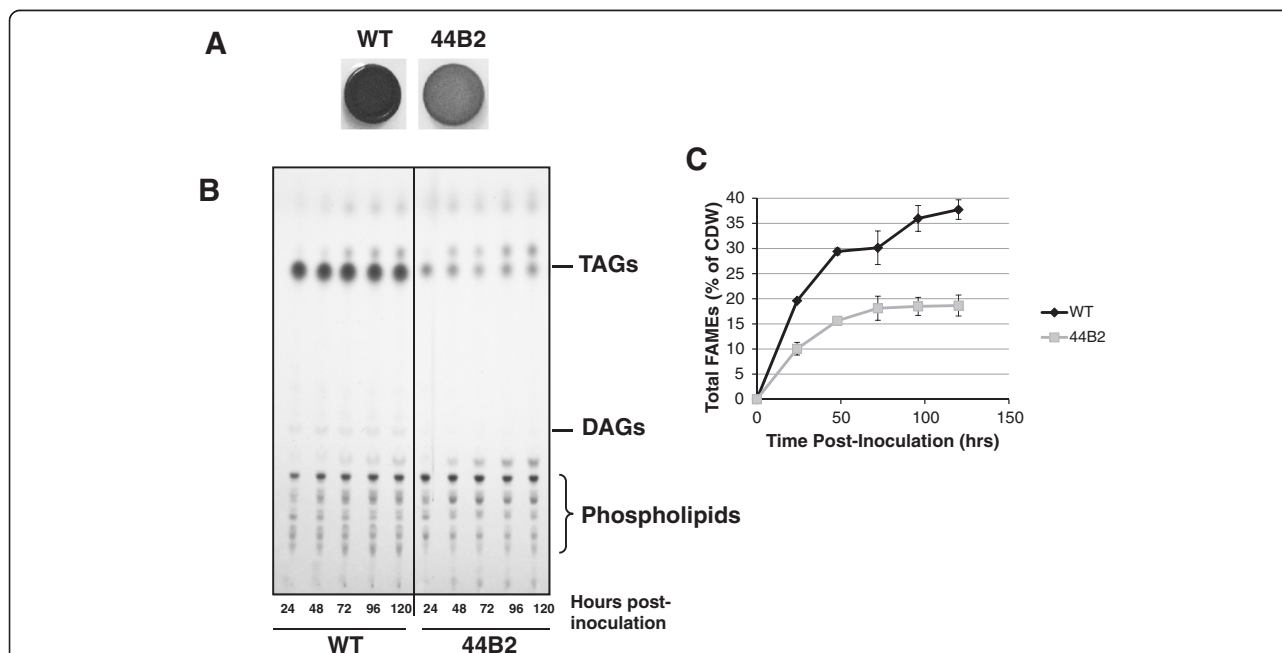 A
WT 44B2
B
TAGs
DAGs
Phospholipids
24 48 72 96 120 24 48 72 96 120
Hours post-
inoculation
WT 44B2
C
Total FAMEs (% of CDW)
40
35
30
25
20
15
10
5
0
0 50 100 150
Time Post-Inoculation (hrs)
WT
44B2